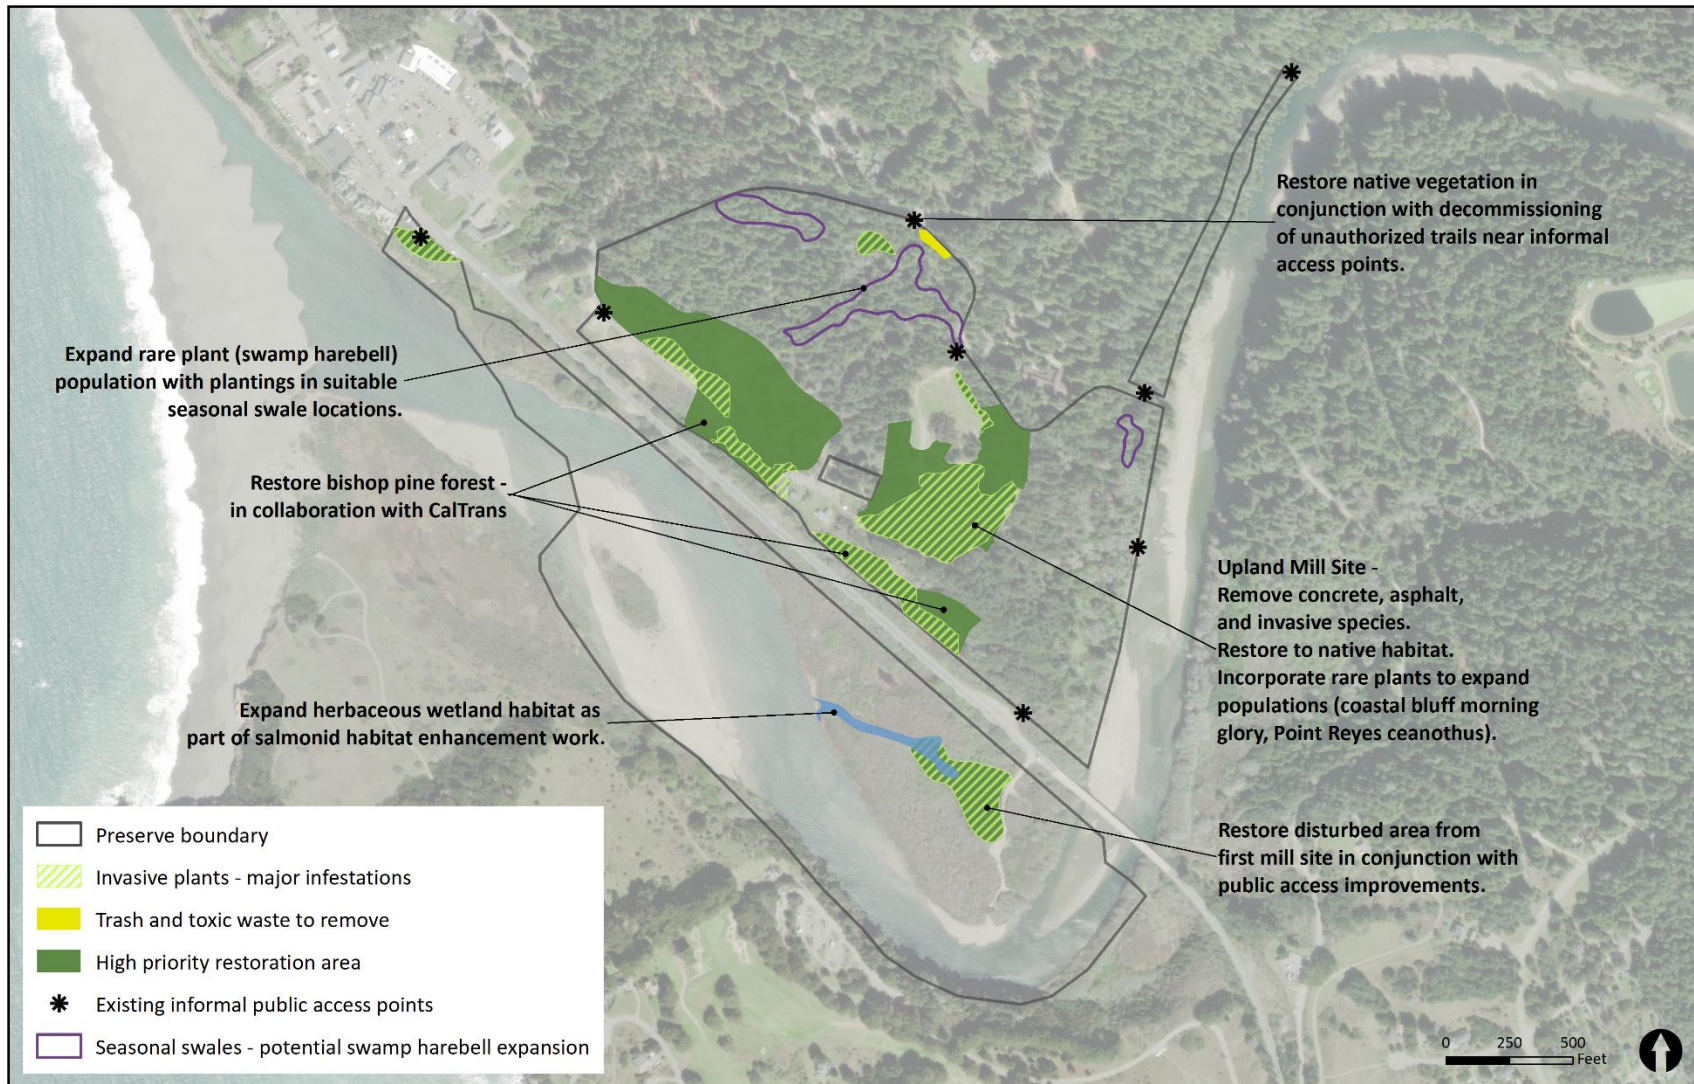 Restore native vegetation in
conjunction with decommissioning
of unauthorized trails near informal
access points.
Expand rare plant (swamp harebell)
population with plantings in suitable
seasonal swale locations.
Restore bishop pine forest -
in collaboration with CalTrans
Upland Mill Site -
Remove concrete, asphalt,
and invasive species.
Restore to native habitat.
Incorporate rare plants to expand
populations (coastal bluff morning
glory, Point Reyes ceanothus).
Expand herbaceous wetland habitat as
part of salmonid habitat enhancement work.
Restore disturbed area from
first mill site in conjunction with
public access improvements.
Preserve boundary
Invasive plants - major infestations
Trash and toxic waste to remove
High priority restoration area
Existing informal public access points
Seasonal swales - potential swamp harebell expansion
0 250 500
Feet